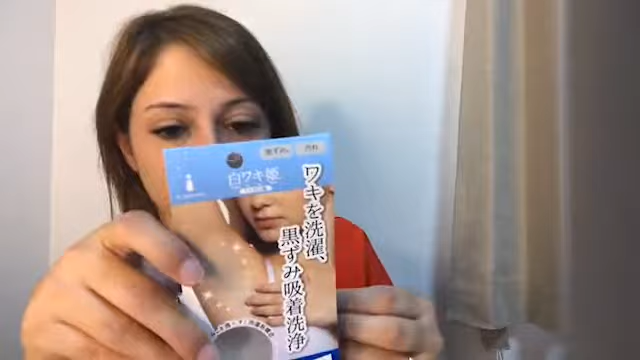 黒ずみ 汚れ
白ワキ姫
ワキを洗濯、
黒ずみ吸着洗浄